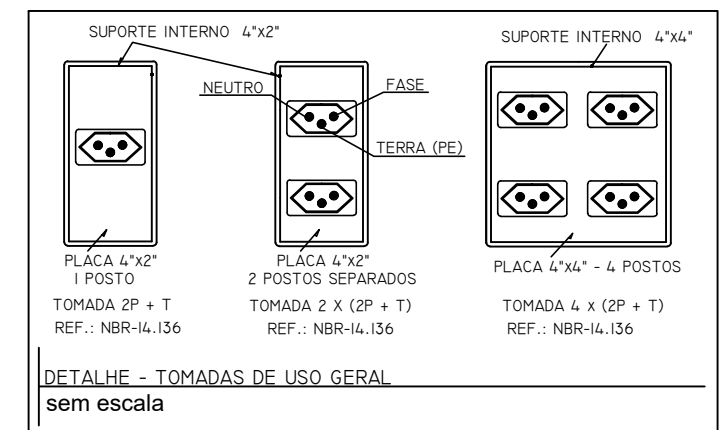 SUPORTE INTERNO 4"x2"
SUPORTE INTERNO 4"x4"
NEUTRO
FASE
TERRA (PE)
PLACA 4"x2"
1 POSTO
TOMADA 2P + T
REF.: NBR-14.136
PLACA 4"x2"
2 POSTOS SEPARADOS
TOMADA 2 X (2P + T)
REF.: NBR-14.136
PLACA 4"x4" - 4 POSTOS
TOMADA 4 x (2P + T)
REF.: NBR-14.136
DETALHE - TOMADAS DE USO GERAL
sem escala